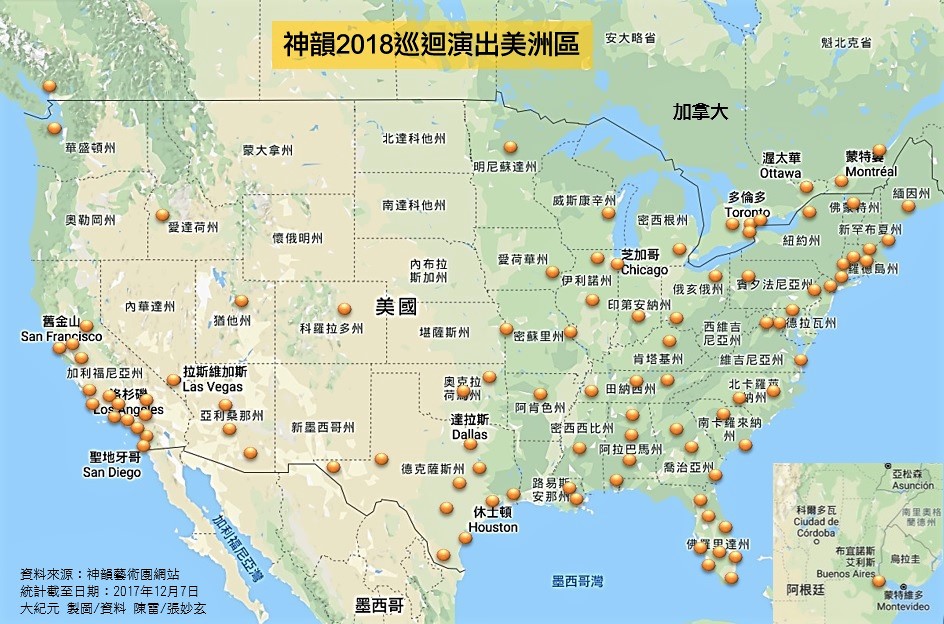 神韻2018巡迴演出美洲區
安大略省
魁北克省
加拿大
華盛頓州
蒙大拿州
北達科他州
明尼蘇達州
渥太華
Ottawa
Montréal
威斯康辛州
密西根州
多倫多
Toronto
佛蒙特州
緬因州
奧勒岡州
愛達荷州
南達科他州
紐約州
新罕布夏州
懷俄明州
愛荷華州
芝加哥
Chicago
羅德島州
內布拉
斯加州
伊利諾州
俄亥俄州
賓夕法尼亞州
內華達州
猶他州
美國
印第安納州
舊金山
San Francisco
科羅拉多州
堪薩斯州
密蘇里州
西維吉
尼亞州
德拉瓦州
加利福尼亞州
拉斯維加斯
Las Vegas
肯塔基州
維吉尼亞州
洛杉磯
Los Angeles
亞利桑那州
新墨西哥州
奧克拉
荷馬州
阿肯色州
田納西州
北卡羅萊
納州
達拉斯
Dallas
密西西比州
阿拉巴馬州
南卡羅來納
州
聖地牙哥
San Diego
德克薩斯州
喬治亞州
路易斯
安那州
休士頓
Houston
加利福尼亞灣
佛羅里達州
墨西哥灣
墨西哥
亞松森
Asunción
科爾多瓦
Ciudad de
Córdoba
南里奧格
蘭德州
布宜諾斯
艾利斯
Buenos Aires
烏拉圭
阿根廷
蒙特維多
Montevideo
資料來源：神韻藝術團網站
統計截至日期：2017年12月7日
大紀元 製圖/資料 陳雷/張妙玄